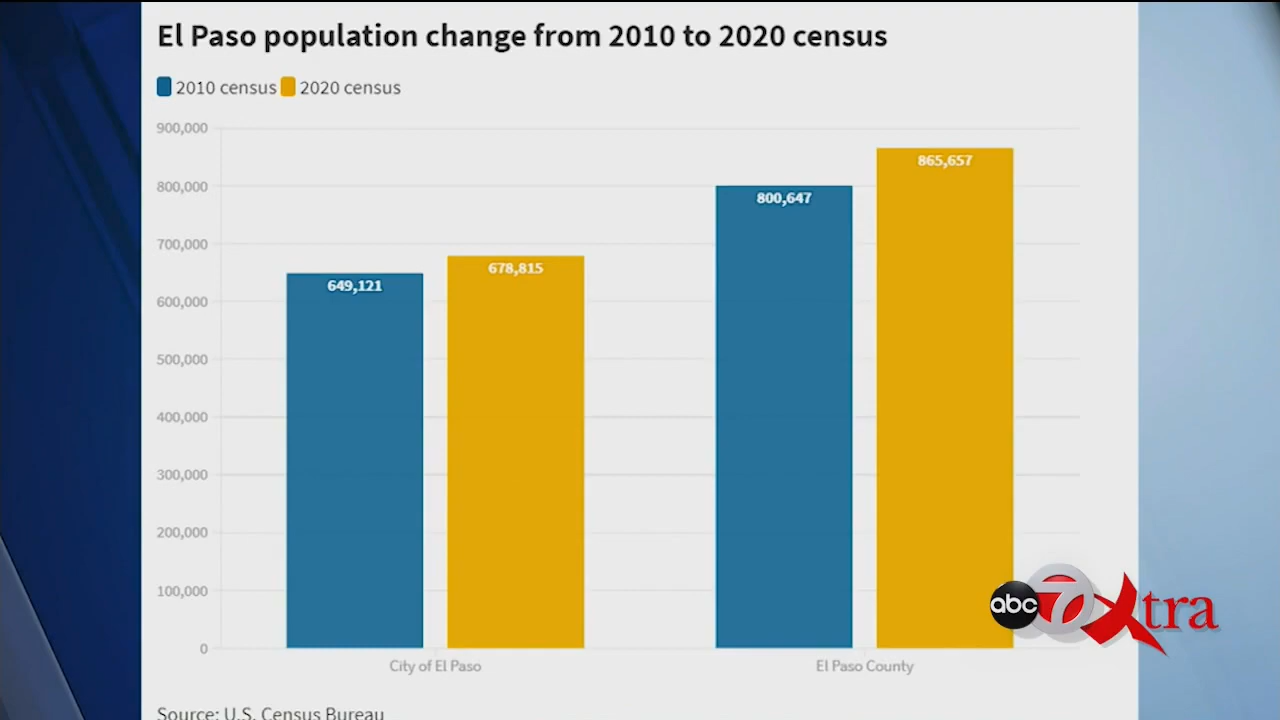 El Paso population change from 2010 to 2020 census
2010 census 2020 census
900,000
800,000
700,000
600,000
500,000
400,000
300,000
200,000
100,000
0
649,121
678,815
800,647
865,657
City of El Paso
El Paso County
Source: U.S. Census Bureau
abc 7 Xtra